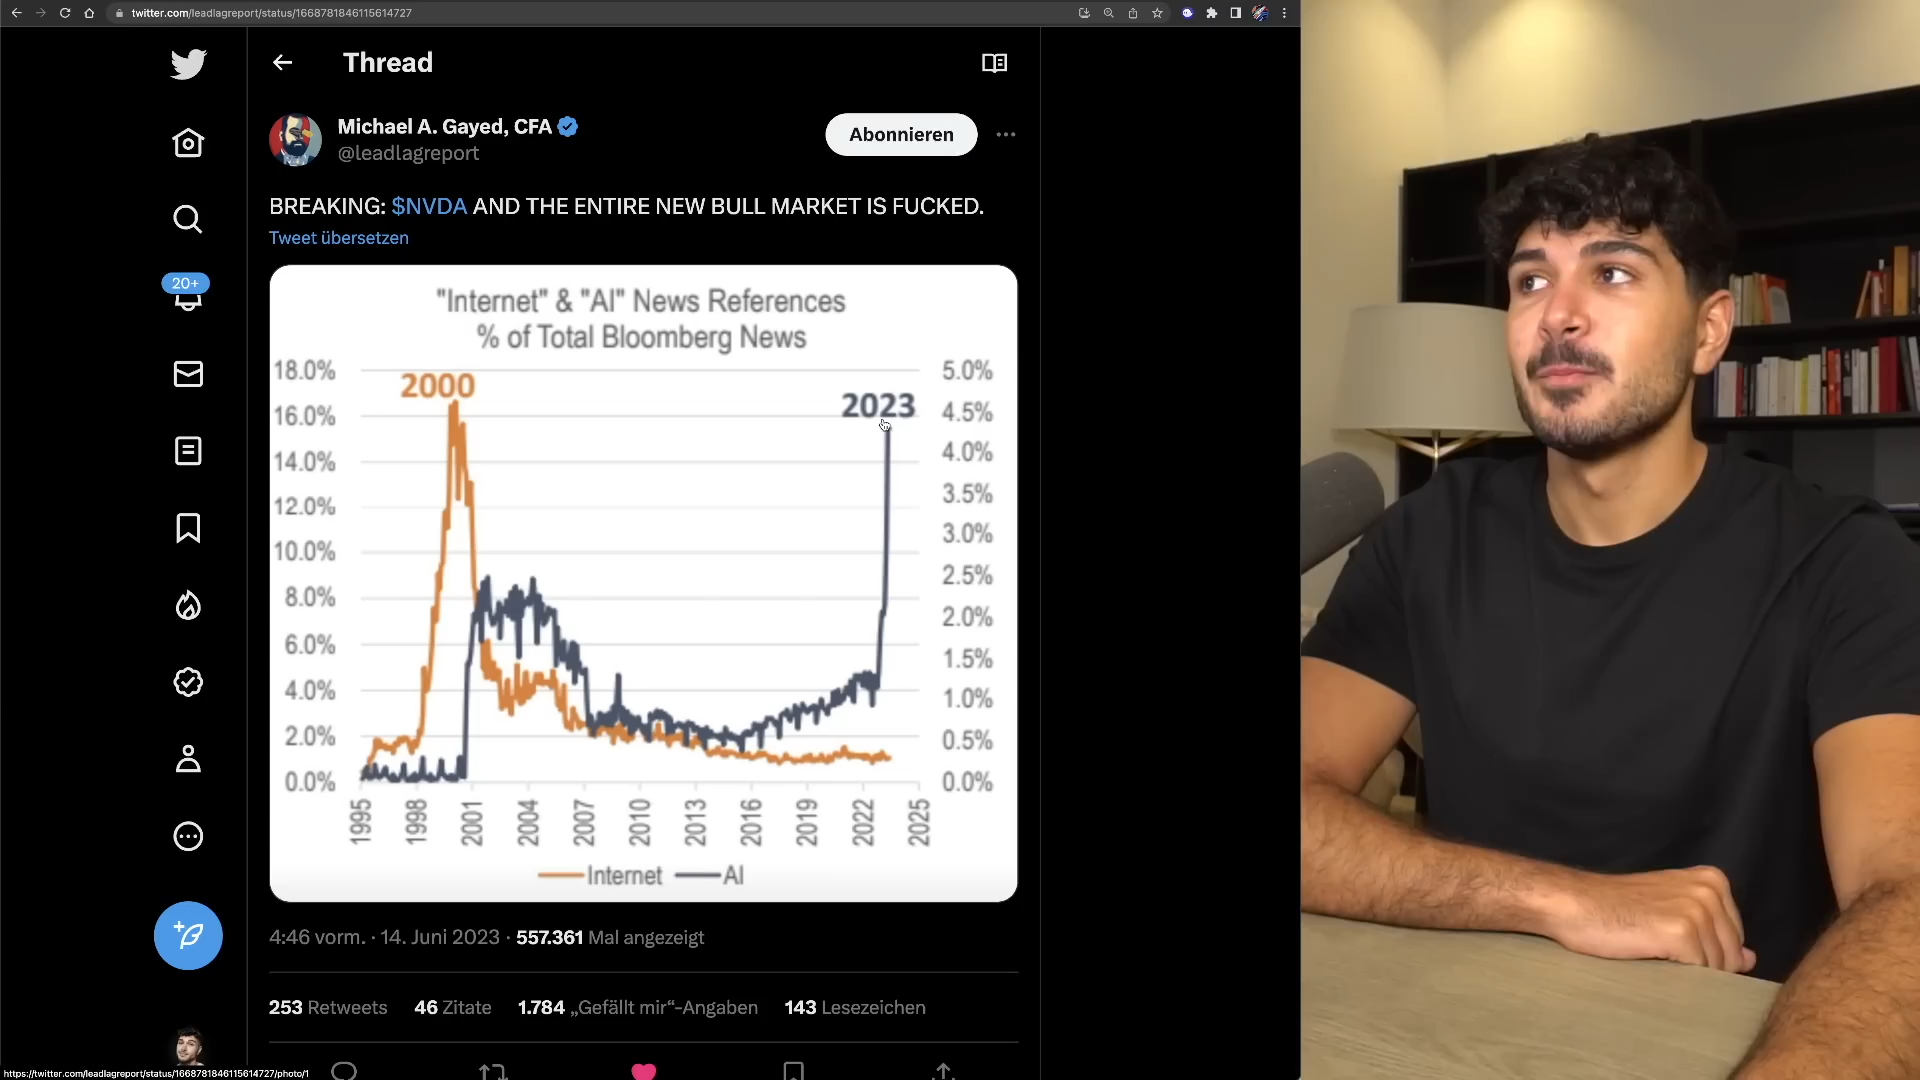 twitter.com/leadlagreport/status/1668781846115614727
Thread
Michael A. Gayed, CFA
@leadlagreport
Abonnieren
BREAKING: $NVDA AND THE ENTIRE NEW BULL MARKET IS FUCKED.
Tweet übersetzen
20+
"Internet" & "AI" News References
% of Total Bloomberg News
18.0%
16.0%
14.0%
12.0%
10.0%
8.0%
6.0%
4.0%
2.0%
0.0%
2000
2023
5.0%
4.5%
4.0%
3.5%
3.0%
2.5%
2.0%
1.5%
1.0%
0.5%
0.0%
1995
1998
2001
2004
2007
2010
2013
2016
2019
2022
2025
Internet AI
4:46 vorm. · 14. Juni 2023 · 557.361 Mal angezeigt
253 Retweets 46 Zitate 1.784 „Gefällt mir“-Angaben 143 Lesezeichen
https://twitter.com/leadlagreport/status/1668781846115614727/photo/1